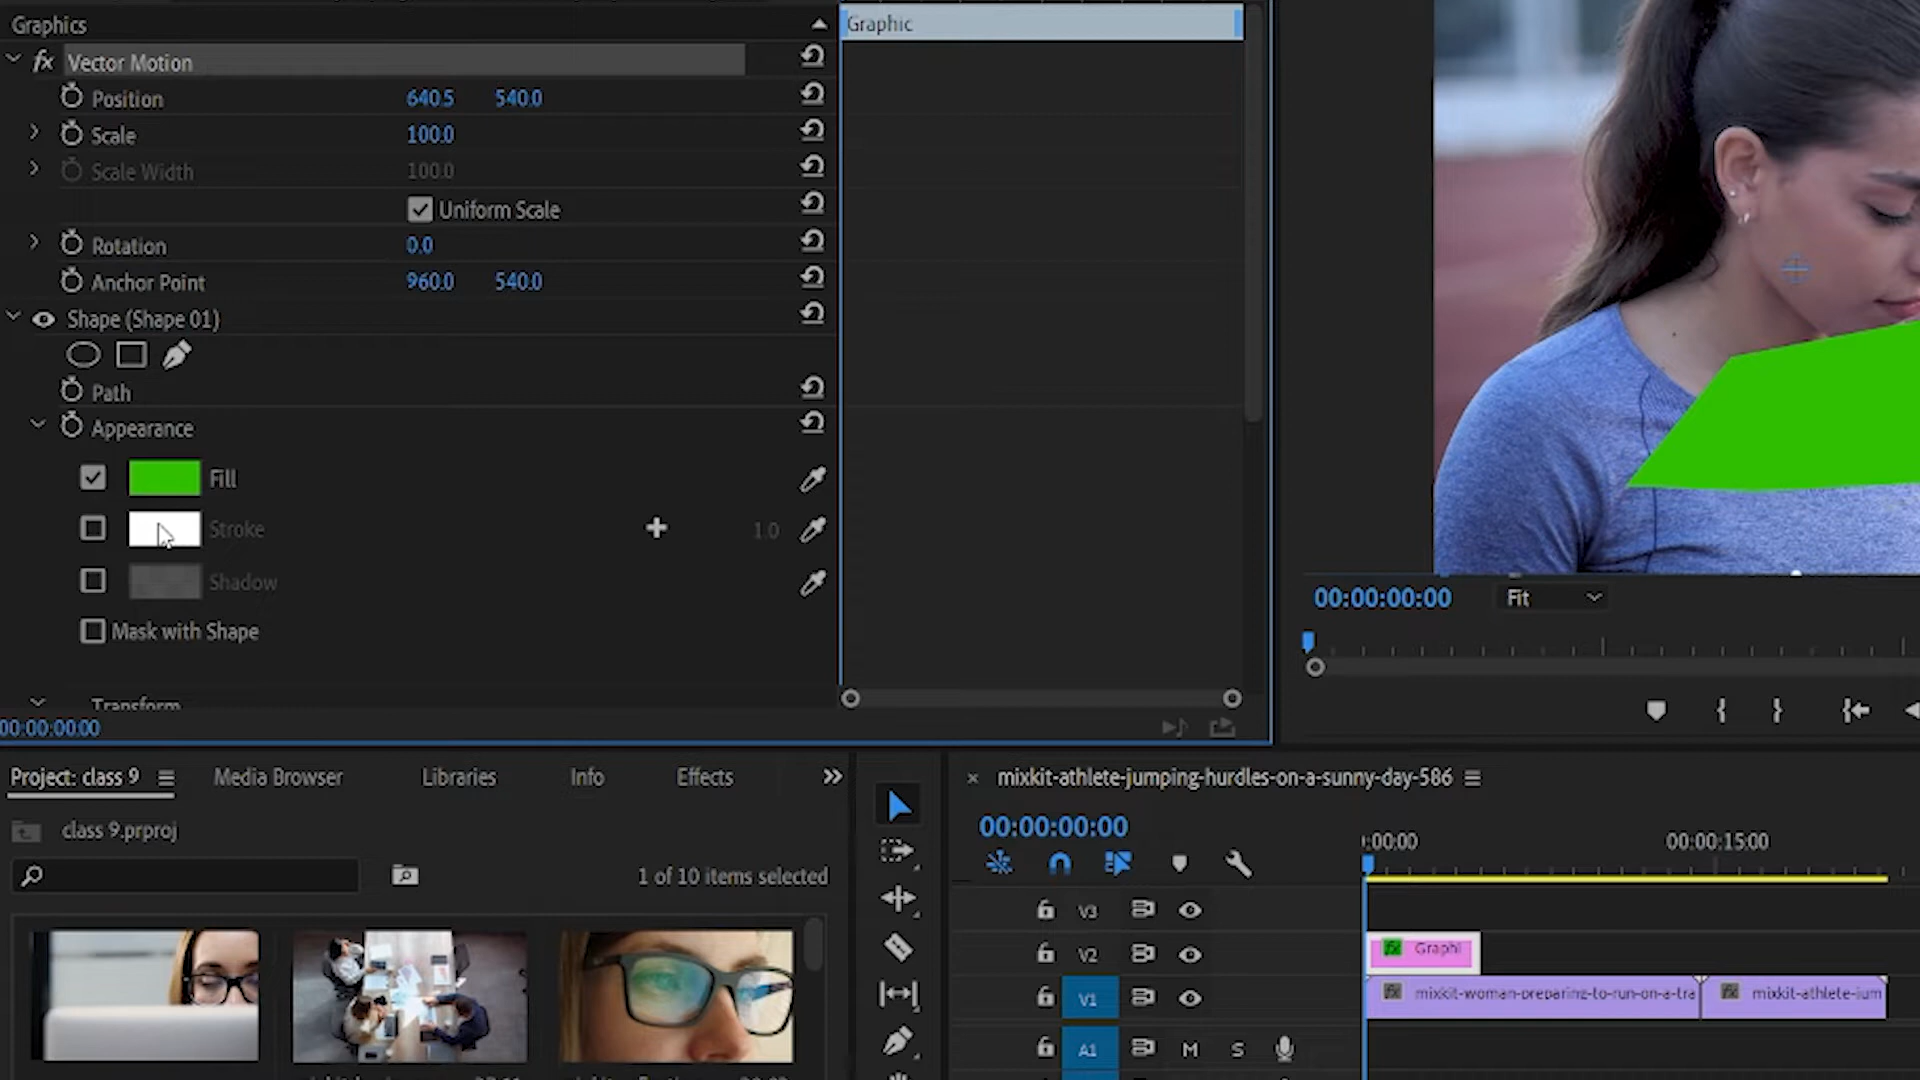 Graphics
Graphic
fx Vector Motion
Position 640.5 540.0
Scale 100.0
Scale Width 100.0
Uniform Scale
Rotation 0.0
Anchor Point 960.0 540.0
Shape (Shape 01)
Path
Appearance
Fill
Stroke 1.0
Shadow
Mask with Shape
Transform
00:00:00:00
00:00:00:00 Fit
Project: class 9 Media Browser Libraries Info Effects
class 9.prproj
1 of 10 items selected
mixkit-athlete-jumping-hurdles-on-a-sunny-day-586
00:00:00:00
:00:00 00:00:15:00
V3
V2 fx Graphi
V1 fx mixkit-woman-preparing-to-run-on-a-tra fx mixkit-athlete-jum
A1 M S